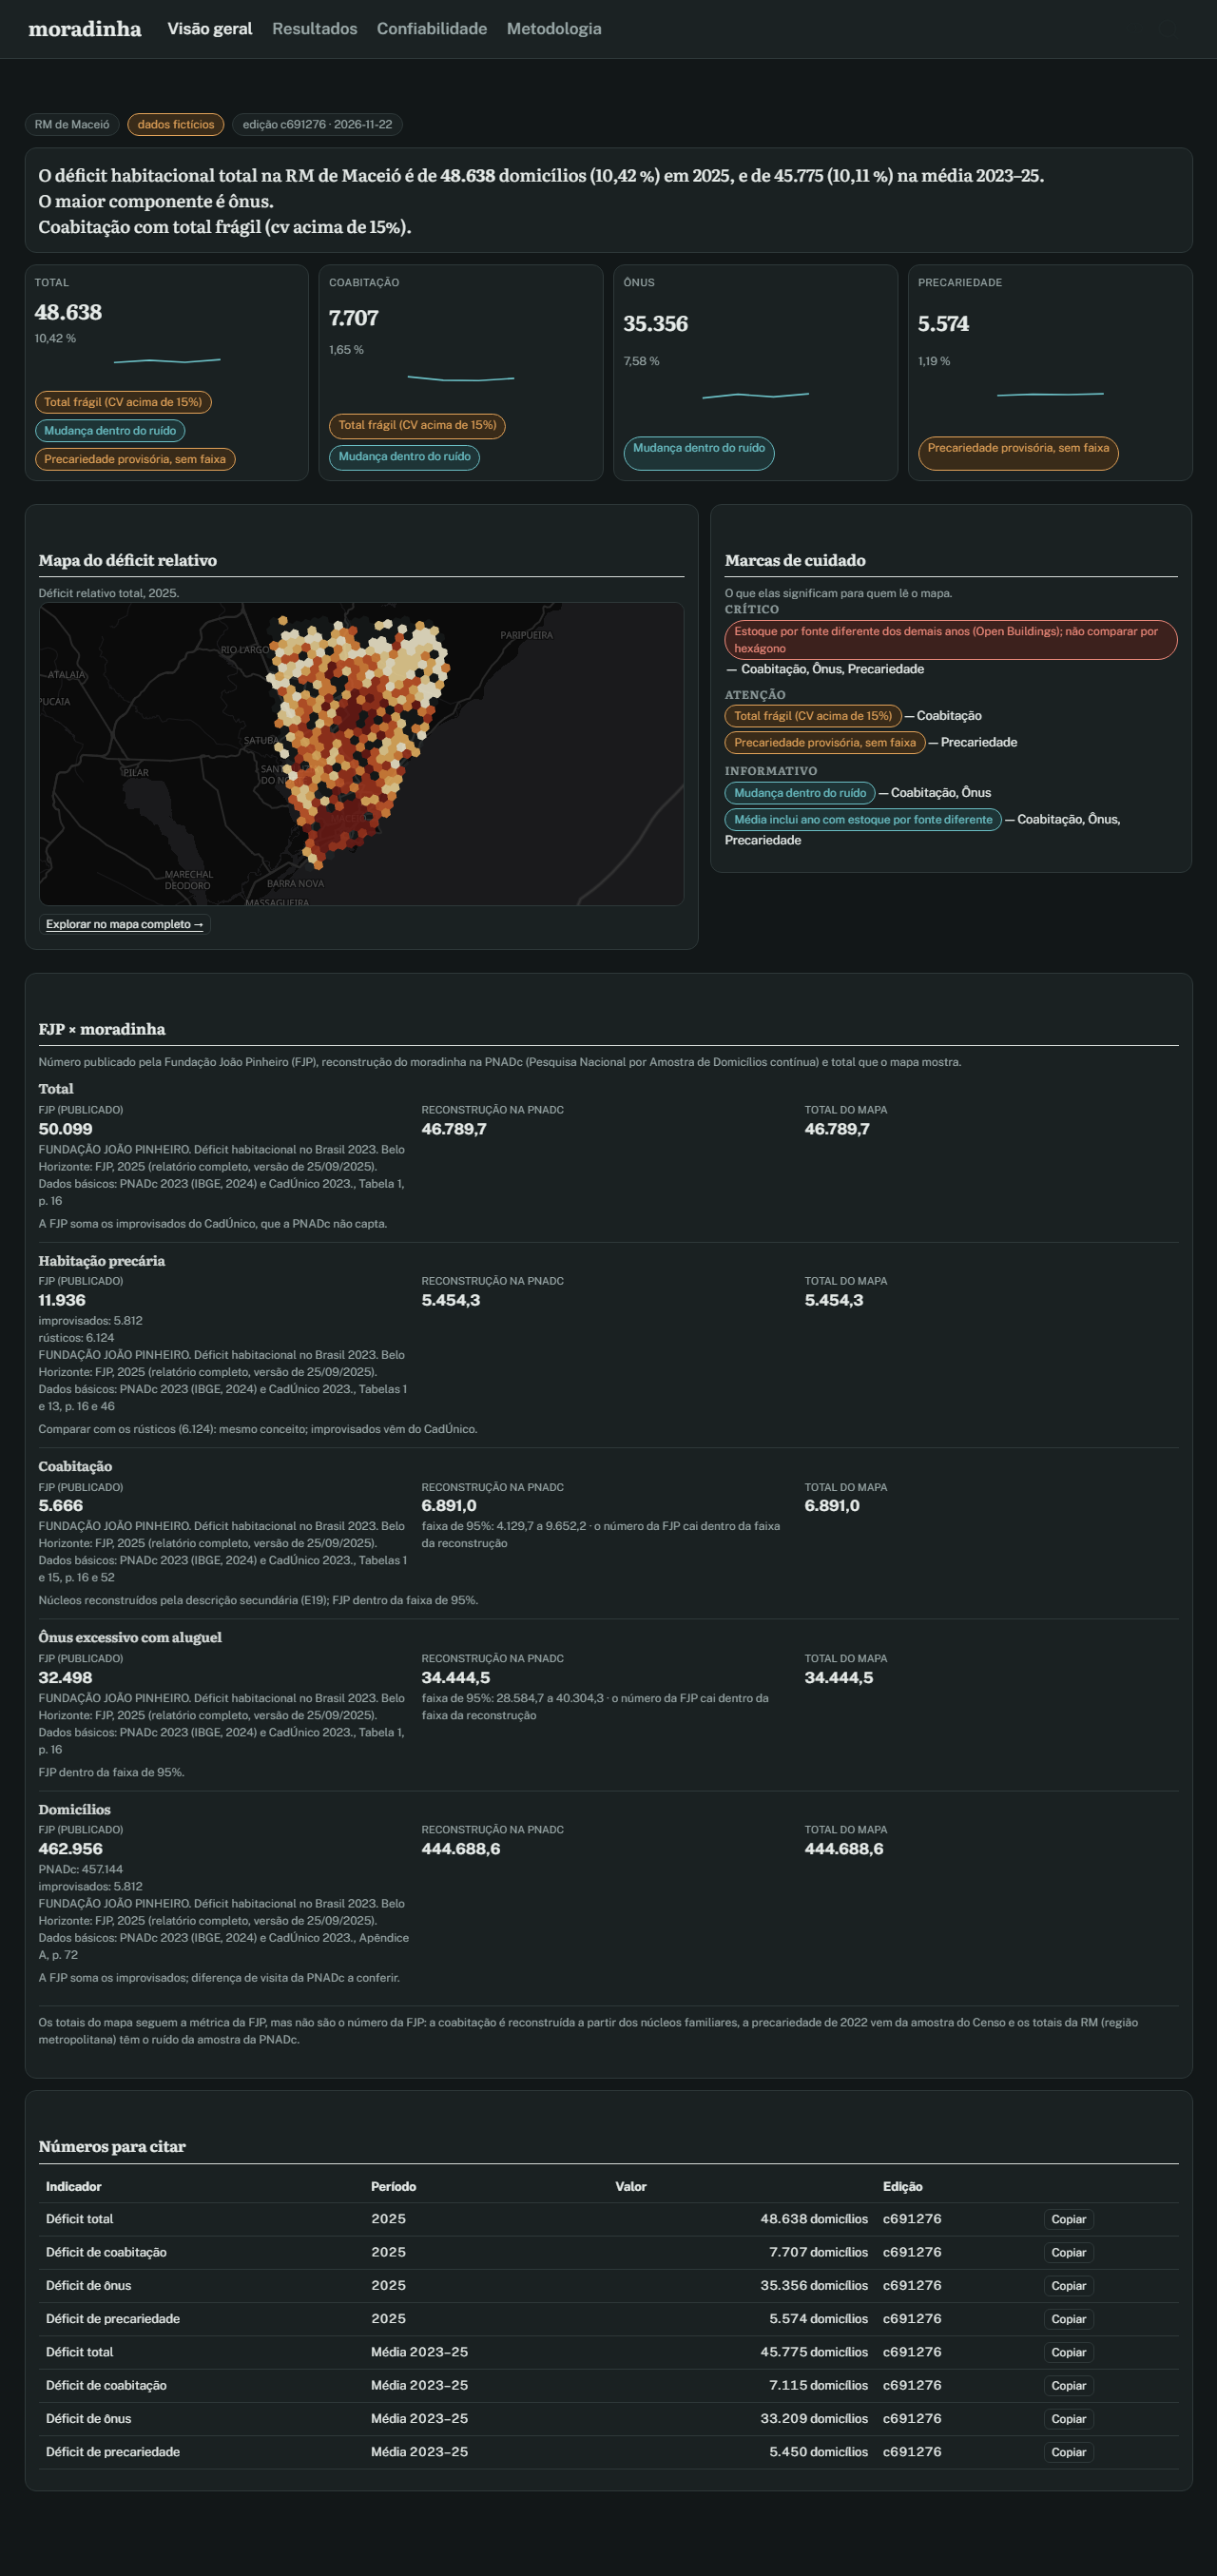 moradinha Visão geral Resultados Confiabilidade Metodologia
RM de Maceió dados fictícios edição c691276 · 2026-11-22
O déficit habitacional total na RM de Maceió é de 48.638 domicílios (10,42 %) em 2025, e de 45.775 (10,11 %) na média 2023–25.
O maior componente é ônus.
Coabitação com total frágil (cv acima de 15%).
TOTAL
48.638
10,42 %
Total frágil (CV acima de 15%)
Mudança dentro do ruído
Precariedade provisória, sem faixa
COABITAÇÃO
7.707
1,65 %
Total frágil (CV acima de 15%)
Mudança dentro do ruído
ÔNUS
35.356
7,58 %
Mudança dentro do ruído
PRECARIEDADE
5.574
1,19 %
Precariedade provisória, sem faixa
Mapa do déficit relativo
Déficit relativo total, 2025.
PARIPUEIRA
RIO LARGO
ATALAIA
PUCAIA
SATUBA
SAN
DO NO
PILAR
MARECHAL
DEODORO
BARRA NOVA
MASSAGUEIRA
Explorar no mapa completo →
Marcas de cuidado
O que elas significam para quem lê o mapa.
CRÍTICO
Estoque por fonte diferente dos demais anos (Open Buildings); não comparar por
hexágono
— Coabitação, Ônus, Precariedade
ATENÇÃO
Total frágil (CV acima de 15%) — Coabitação
Precariedade provisória, sem faixa — Precariedade
INFORMATIVO
Mudança dentro do ruído — Coabitação, Ônus
Média inclui ano com estoque por fonte diferente — Coabitação, Ônus,
Precariedade
FJP × moradinha
Número publicado pela Fundação João Pinheiro (FJP), reconstrução do moradinha na PNADc (Pesquisa Nacional por Amostra de Domicílios contínua) e total que o mapa mostra.
Total
FJP (PUBLICADO)
50.099
FUNDAÇÃO JOÃO PINHEIRO. Déficit habitacional no Brasil 2023. Belo
Horizonte: FJP, 2025 (relatório completo, versão de 25/09/2025).
Dados básicos: PNADc 2023 (IBGE, 2024) e CadÚnico 2023., Tabela 1,
p. 16
RECONSTRUÇÃO NA PNADC
46.789,7
TOTAL DO MAPA
46.789,7
A FJP soma os improvisados do CadÚnico, que a PNADc não capta.
Habitação precária
FJP (PUBLICADO)
11.936
improvisados: 5.812
rústicos: 6.124
FUNDAÇÃO JOÃO PINHEIRO. Déficit habitacional no Brasil 2023. Belo
Horizonte: FJP, 2025 (relatório completo, versão de 25/09/2025).
Dados básicos: PNADc 2023 (IBGE, 2024) e CadÚnico 2023., Tabelas 1
e 13, p. 16 e 46
RECONSTRUÇÃO NA PNADC
5.454,3
TOTAL DO MAPA
5.454,3
Comparar com os rústicos (6.124): mesmo conceito; improvisados vêm do CadÚnico.
Coabitação
FJP (PUBLICADO)
5.666
FUNDAÇÃO JOÃO PINHEIRO. Déficit habitacional no Brasil 2023. Belo
Horizonte: FJP, 2025 (relatório completo, versão de 25/09/2025).
Dados básicos: PNADc 2023 (IBGE, 2024) e CadÚnico 2023., Tabelas 1
e 15, p. 16 e 52
RECONSTRUÇÃO NA PNADC
6.891,0
faixa de 95%: 4.129,7 a 9.652,2 · o número da FJP cai dentro da faixa
da reconstrução
TOTAL DO MAPA
6.891,0
Núcleos reconstruídos pela descrição secundária (E19); FJP dentro da faixa de 95%.
Ônus excessivo com aluguel
FJP (PUBLICADO)
32.498
FUNDAÇÃO JOÃO PINHEIRO. Déficit habitacional no Brasil 2023. Belo
Horizonte: FJP, 2025 (relatório completo, versão de 25/09/2025).
Dados básicos: PNADc 2023 (IBGE, 2024) e CadÚnico 2023., Tabela 1,
p. 16
RECONSTRUÇÃO NA PNADC
34.444,5
faixa de 95%: 28.584,7 a 40.304,3 · o número da FJP cai dentro da
faixa da reconstrução
TOTAL DO MAPA
34.444,5
FJP dentro da faixa de 95%.
Domicílios
FJP (PUBLICADO)
462.956
PNADc: 457.144
improvisados: 5.812
FUNDAÇÃO JOÃO PINHEIRO. Déficit habitacional no Brasil 2023. Belo
Horizonte: FJP, 2025 (relatório completo, versão de 25/09/2025).
Dados básicos: PNADc 2023 (IBGE, 2024) e CadÚnico 2023., Apêndice
A, p. 72
RECONSTRUÇÃO NA PNADC
444.688,6
TOTAL DO MAPA
444.688,6
A FJP soma os improvisados; diferença de visita da PNADc a conferir.
Os totais do mapa seguem a métrica da FJP, mas não são o número da FJP: a coabitação é reconstruída a partir dos núcleos familiares, a precariedade de 2022 vem da amostra do Censo e os totais da RM (região
metropolitana) têm o ruído da amostra da PNADc.
Números para citar
Indicador Período Valor Edição
Déficit total 2025 48.638 domicílios c691276 Copiar
Déficit de coabitação 2025 7.707 domicílios c691276 Copiar
Déficit de ônus 2025 35.356 domicílios c691276 Copiar
Déficit de precariedade 2025 5.574 domicílios c691276 Copiar
Déficit total Média 2023–25 45.775 domicílios c691276 Copiar
Déficit de coabitação Média 2023–25 7.115 domicílios c691276 Copiar
Déficit de ônus Média 2023–25 33.209 domicílios c691276 Copiar
Déficit de precariedade Média 2023–25 5.450 domicílios c691276 Copiar